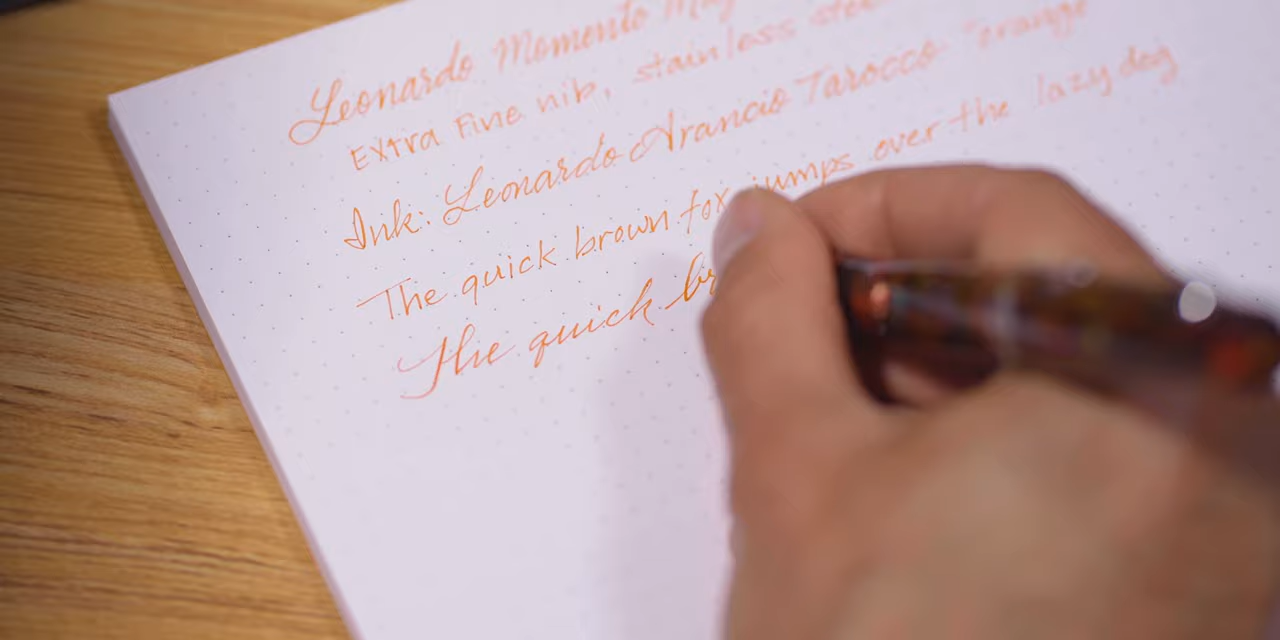 Leonardo Momento
Extra Fine nib, stainless
Ink: Leonardo Arancio Tarocco "orange
The quick brown fox jumps over the lazy dog
The quick br